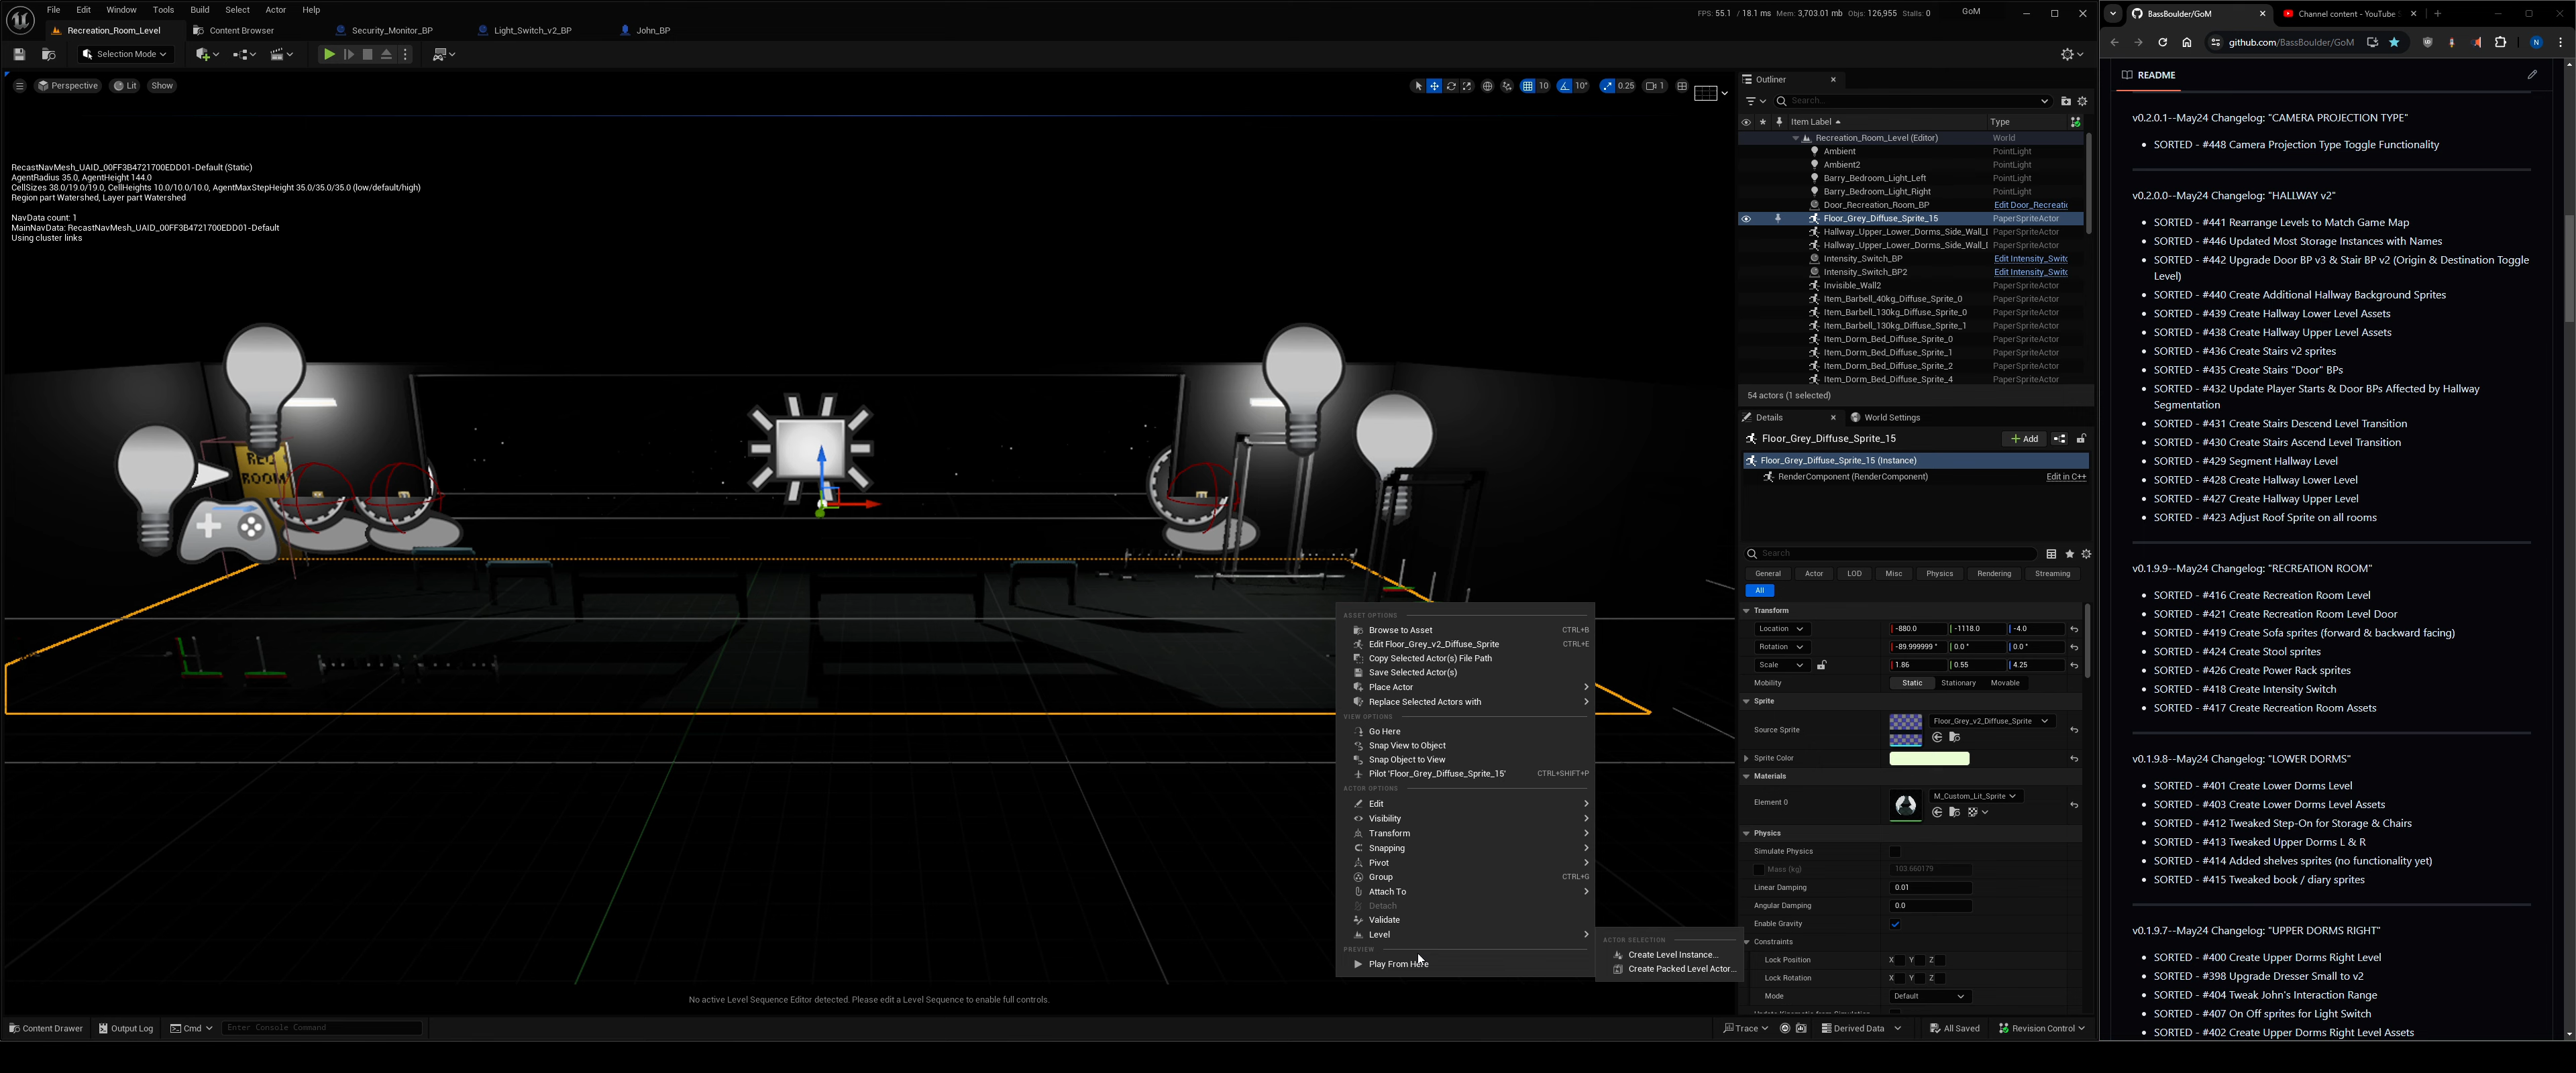 File Edit Window Tools Build Select Actor Help
FPS: 55.1 / 18.1 ms Mem: 3,703.01 mb Objs: 126,955 Stalls: 0 GoM
Recreation_Room_Level Content Browser Security_Monitor_BP Light_Switch_v2_BP John_BP
Selection Mode
Perspective Lit Show
10 10° 0.25 1
RecastNavMesh_UAID_00FF3B4721700EDD01-Default (Static)
AgentRadius 35.0, AgentHeight 144.0
CellSizes 38.0/19.0/19.0, CellHeights 10.0/10.0/10.0, AgentMaxStepHeight 35.0/35.0/35.0 (low/default/high)
Region part Watershed, Layer part Watershed
NavData count: 1
MainNavData: RecastNavMesh_UAID_00FF3B4721700EDD01-Default
Using cluster links
REC
ROOM
ASSET OPTIONS
Browse to Asset CTRL+B
Edit Floor_Grey_v2_Diffuse_Sprite CTRL+E
Copy Selected Actor(s) File Path
Save Selected Actor(s)
Place Actor
Replace Selected Actors with
VIEW OPTIONS
Go Here
Snap View to Object
Snap Object to View
Pilot 'Floor_Grey_Diffuse_Sprite_15' CTRL+SHIFT+P
ACTOR OPTIONS
Edit
Visibility
Transform
Snapping
Pivot
Group CTRL+G
Attach To
Detach
Validate
Level
PREVIEW
Play From Here
ACTOR SELECTION
Create Level Instance...
Create Packed Level Actor...
No active Level Sequence Editor detected. Please edit a Level Sequence to enable full controls.
Content Drawer Output Log Cmd Enter Console Command
Trace Derived Data All Saved Revision Control
Outliner
Search...
Item Label Type
Recreation_Room_Level (Editor) World
Ambient PointLight
Ambient2 PointLight
Barry_Bedroom_Light_Left PointLight
Barry_Bedroom_Light_Right PointLight
Door_Recreation_Room_BP Edit Door_Recreatic
Floor_Grey_Diffuse_Sprite_15 PaperSpriteActor
Hallway_Upper_Lower_Dorms_Side_Wall_D PaperSpriteActor
Hallway_Upper_Lower_Dorms_Side_Wall_D PaperSpriteActor
Intensity_Switch_BP Edit Intensity_Switc
Intensity_Switch_BP2 Edit Intensity_Switc
Invisible_Wall2 PaperSpriteActor
Item_Barbell_40kg_Diffuse_Sprite_0 PaperSpriteActor
Item_Barbell_130kg_Diffuse_Sprite_0 PaperSpriteActor
Item_Barbell_130kg_Diffuse_Sprite_1 PaperSpriteActor
Item_Dorm_Bed_Diffuse_Sprite_0 PaperSpriteActor
Item_Dorm_Bed_Diffuse_Sprite_1 PaperSpriteActor
Item_Dorm_Bed_Diffuse_Sprite_2 PaperSpriteActor
Item_Dorm_Bed_Diffuse_Sprite_4 PaperSpriteActor
54 actors (1 selected)
Details World Settings
Floor_Grey_Diffuse_Sprite_15 Add
Floor_Grey_Diffuse_Sprite_15 (Instance)
RenderComponent (RenderComponent) Edit in C++
Search
General Actor LOD Misc Physics Rendering Streaming
All
Transform
Location -880.0 -1118.0 -4.0
Rotation -89.999999 ° 0.0 ° 0.0 °
Scale 1.86 0.55 4.25
Mobility Static Stationary Movable
Sprite
Source Sprite Floor_Grey_v2_Diffuse_Sprite
Sprite Color
Materials
Element 0 M_Custom_Lit_Sprite
Physics
Simulate Physics
Mass (kg) 103.660179
Linear Damping 0.01
Angular Damping 0.0
Enable Gravity
Constraints
Lock Position X Y Z
Lock Rotation X Y Z
Mode Default
BassBoulder/GoM Channel content - YouTube
github.com/BassBoulder/GoM N
README
v0.2.0.1--May24 Changelog: "CAMERA PROJECTION TYPE"
SORTED - #448 Camera Projection Type Toggle Functionality
v0.2.0.0--May24 Changelog: "HALLWAY v2"
SORTED - #441 Rearrange Levels to Match Game Map
SORTED - #446 Updated Most Storage Instances with Names
SORTED - #442 Upgrade Door BP v3 & Stair BP v2 (Origin & Destination Toggle
Level)
SORTED - #440 Create Additional Hallway Background Sprites
SORTED - #439 Create Hallway Lower Level Assets
SORTED - #438 Create Hallway Upper Level Assets
SORTED - #436 Create Stairs v2 sprites
SORTED - #435 Create Stairs "Door" BPs
SORTED - #432 Update Player Starts & Door BPs Affected by Hallway
Segmentation
SORTED - #431 Create Stairs Descend Level Transition
SORTED - #430 Create Stairs Ascend Level Transition
SORTED - #429 Segment Hallway Level
SORTED - #428 Create Hallway Lower Level
SORTED - #427 Create Hallway Upper Level
SORTED - #423 Adjust Roof Sprite on all rooms
v0.1.9.9--May24 Changelog: "RECREATION ROOM"
SORTED - #416 Create Recreation Room Level
SORTED - #421 Create Recreation Room Level Door
SORTED - #419 Create Sofa sprites (forward & backward facing)
SORTED - #424 Create Stool sprites
SORTED - #426 Create Power Rack sprites
SORTED - #418 Create Intensity Switch
SORTED - #417 Create Recreation Room Assets
v0.1.9.8--May24 Changelog: "LOWER DORMS"
SORTED - #401 Create Lower Dorms Level
SORTED - #403 Create Lower Dorms Level Assets
SORTED - #412 Tweaked Step-On for Storage & Chairs
SORTED - #413 Tweaked Upper Dorms L & R
SORTED - #414 Added shelves sprites (no functionality yet)
SORTED - #415 Tweaked book / diary sprites
v0.1.9.7--May24 Changelog: "UPPER DORMS RIGHT"
SORTED - #400 Create Upper Dorms Right Level
SORTED - #398 Upgrade Dresser Small to v2
SORTED - #404 Tweak John's Interaction Range
SORTED - #407 On Off sprites for Light Switch
SORTED - #402 Create Upper Dorms Right Level Assets